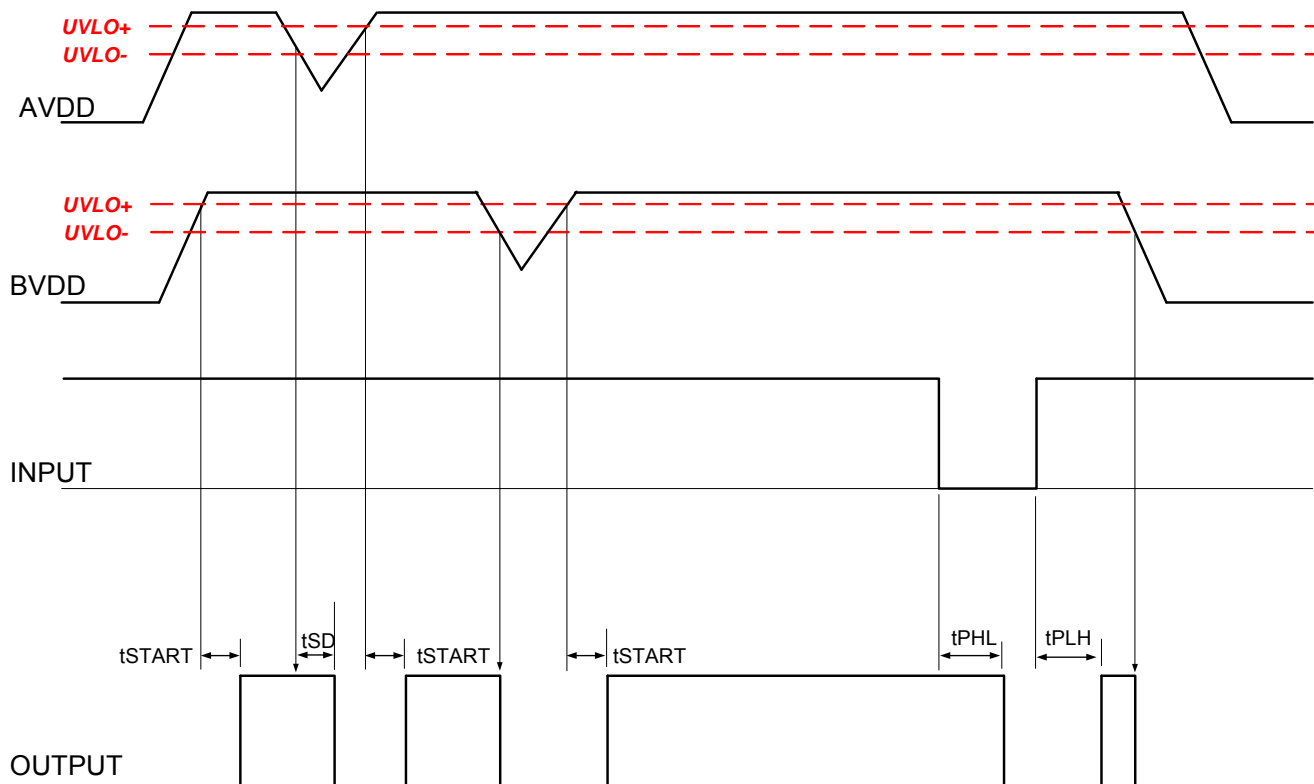 UVLO+
UVLO-
AVDD
UVLO+
UVLO-
BVDD
INPUT
tSTART
tSD
tSTART
tSTART
tPHL
tPLH
OUTPUT